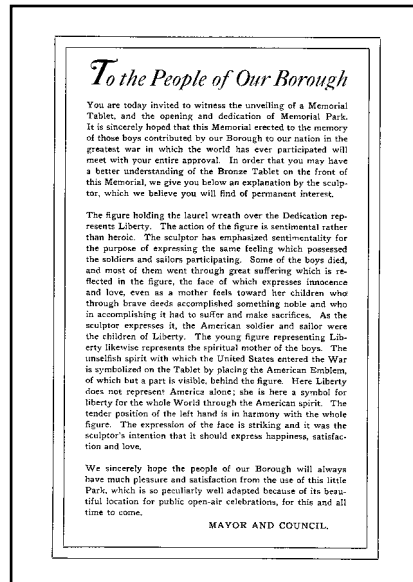 To the People of Our Borough
You are today invited to witness the unveiling of a Memorial
Tablet, and the opening and dedication of Memorial Park.
It is sincerely hoped that this Memorial erected to the memory
of those boys contributed by our Borough to our nation in the
greatest war in which the world has ever participated will
meet with your entire approval. In order that you may have
a better understanding of the Bronze Tablet on the front of
this Memorial, we give you below an explanation by the sculp-
tor, which we believe you will find of permanent interest.
The figure holding the laurel wreath over the Dedication rep-
resents Liberty. The action of the figure is sentimental rather
than heroic. The sculptor has emphasized sentimentality for
the purpose of expressing the same feeling which possessed
the soldiers and sailors participating. Some of the boys died,
and most of them went through great suffering which is re-
flected in the figure, the face of which expresses innocence
and love, even as a mother feels toward her children who
through brave deeds accomplished something noble and who
in accomplishing it had to suffer and make sacrifices. As the
sculptor expresses it, the American soldier and sailor were
the children of Liberty. The young figure representing Lib-
erty likewise represents the spiritual mother of the boys. The
unselfish spirit with which the United States entered the War
is symbolized on the Tablet by placing the American Emblem,
of which but a part is visible, behind the figure. Here Liberty
does not represent America alone; she is here a symbol for
liberty for the whole World through the American spirit. The
tender position of the left hand is in harmony with the whole
figure. The expression of the face is striking and it was the
sculptor's intention that it should express happiness, satisfac-
tion and love.
We sincerely hope the people of our Borough will always
have much pleasure and satisfaction from the use of this little
Park, which is so peculiarly well adapted because of its beau-
tiful location for public open-air celebrations, for this and all
time to come.
MAYOR AND COUNCIL.